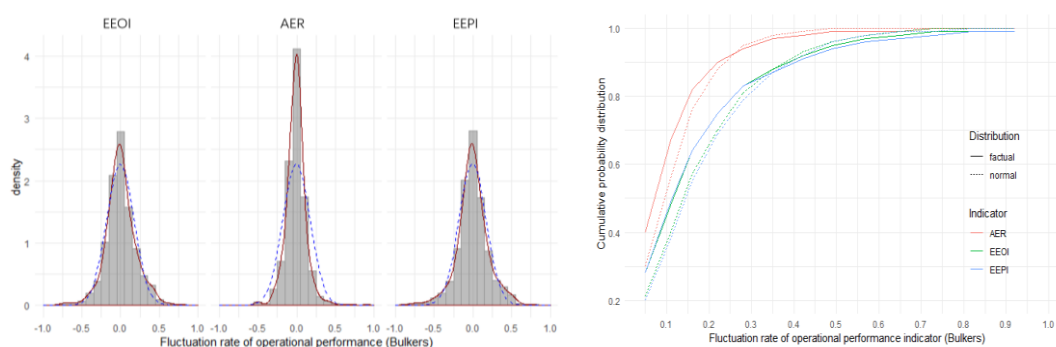 EEOI AER EEPI
density
4
3
2
1
0
-1.0 -0.5 0.0 0.5 1.0 -1.0 -0.5 0.0 0.5 1.0 -1.0 -0.5 0.0 0.5 1.0
Fluctuation rate of operational performance (Bulkers)
Cumulative probability distribution
1.0
0.8
0.6
0.4
0.2
Distribution
factual
normal
Indicator
AER
EEOI
EEPI
0.1 0.2 0.3 0.4 0.5 0.6 0.7 0.8 0.9 1.0
Fluctuation rate of operational performance indicator (Bulkers)